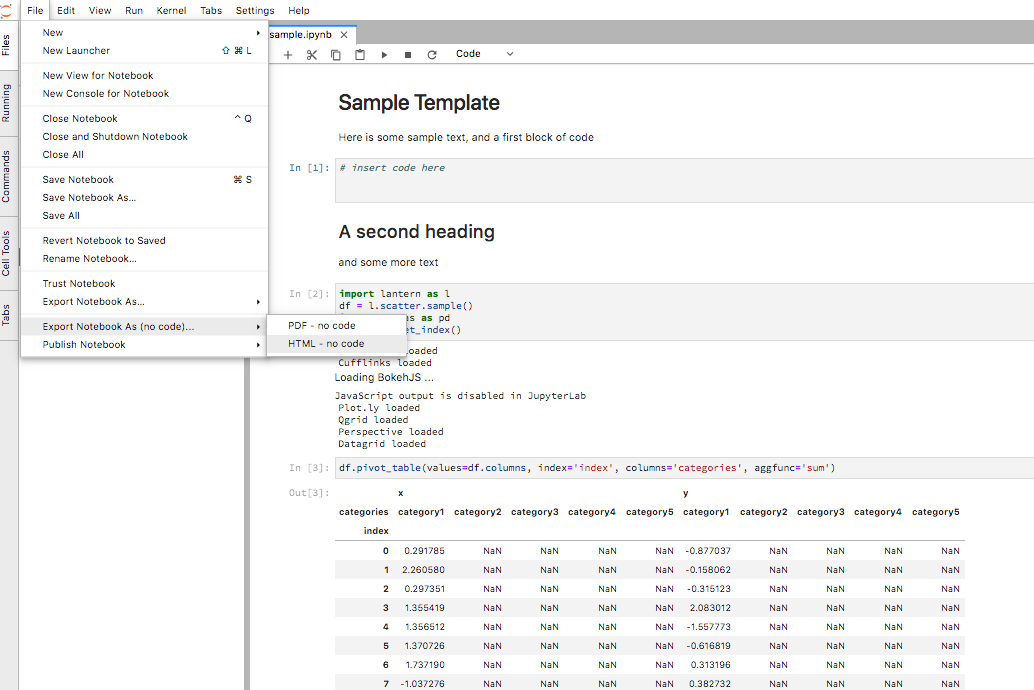 File Edit View Run Kernel Tabs Settings Help
Files
Running
Commands
Cell Tools
Tabs
New
New Launcher ⇧ ⌘ L
New View for Notebook
New Console for Notebook
Close Notebook ^ Q
Close and Shutdown Notebook
Close All
Save Notebook ⌘ S
Save Notebook As...
Save All
Revert Notebook to Saved
Rename Notebook...
Trust Notebook
Export Notebook As...
Export Notebook As (no code)...
Publish Notebook
PDF - no code
HTML - no code
sample.ipynb
Code
Sample Template
Here is some sample text, and a first block of code
In [1]: # insert code here
A second heading
and some more text
In [2]: import lantern as l
df = l.scatter.sample()
as as pd
et_index()
oaded
Cufflinks loaded
Loading BokehJS ...
JavaScript output is disabled in JupyterLab
Plot.ly loaded
Qgrid loaded
Perspective loaded
Datagrid loaded
In [3]: df.pivot_table(values=df.columns, index='index', columns='categories', aggfunc='sum')
Out[3]: x y
categories category1 category2 category3 category4 category5 category1 category2 category3 category4 category5
index
0 0.291785 NaN NaN NaN NaN -0.877037 NaN NaN NaN NaN
1 2.260580 NaN NaN NaN NaN -0.158062 NaN NaN NaN NaN
2 0.297351 NaN NaN NaN NaN -0.315123 NaN NaN NaN NaN
3 1.355419 NaN NaN NaN NaN 2.083012 NaN NaN NaN NaN
4 1.356512 NaN NaN NaN NaN -1.557773 NaN NaN NaN NaN
5 1.370726 NaN NaN NaN NaN -0.616819 NaN NaN NaN NaN
6 1.737190 NaN NaN NaN NaN 0.313196 NaN NaN NaN NaN
7 -1.037276 NaN NaN NaN NaN 0.382732 NaN NaN NaN NaN